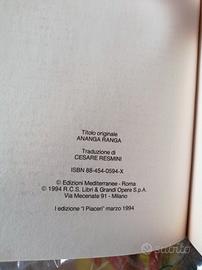 Titolo originale
ANANGA RANGA
Traduzione di
CESARE RESMINI
ISBN 88-454-0594-X
© Edizioni Mediterranee - Roma
© 1994 R.C.S. Libri & Grandi Opere S.p.A.
Via Mecenate 91 - Milano
I edizione "I Piaceri" marzo 1994
subito